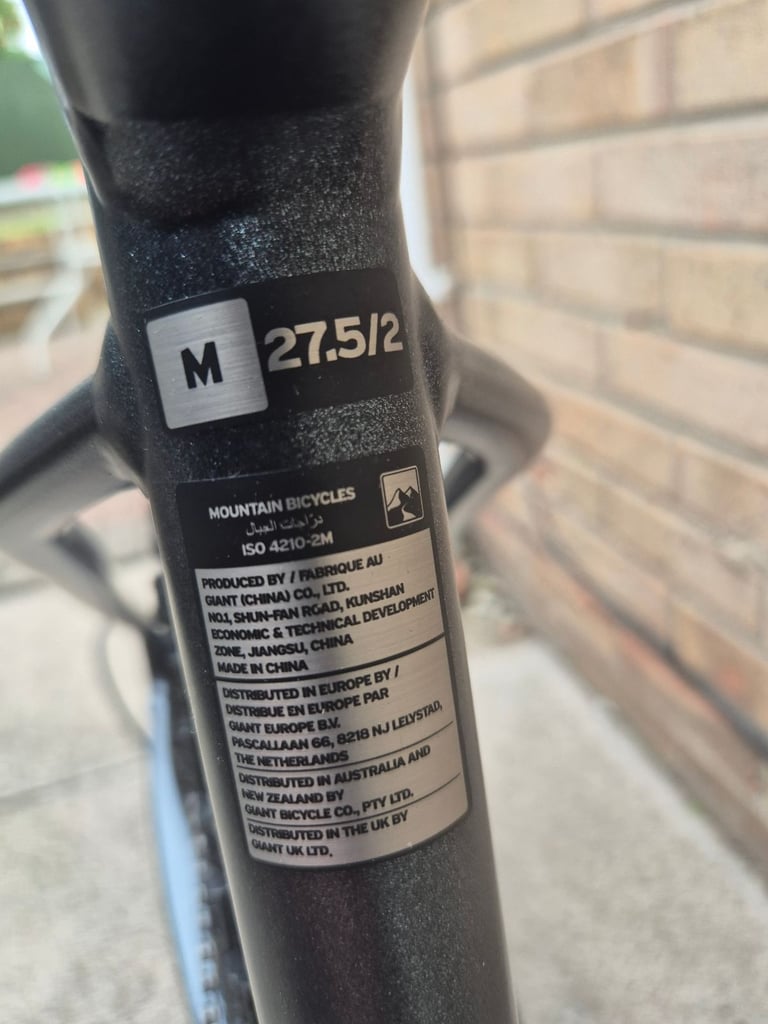 M
27.5/2
MOUNTAIN BICYCLES
درّاجات الجبال
ISO 4210-2M
PRODUCED BY / FABRIQUE AU
GIANT (CHINA) CO., LTD.
NO.1, SHUN-FAN ROAD, KUNSHAN
ECONOMIC & TECHNICAL DEVELOPMENT
ZONE, JIANGSU, CHINA
MADE IN CHINA
DISTRIBUTED IN EUROPE BY /
DISTRIBUE EN EUROPE PAR
GIANT EUROPE B.V.
PASCALLAAN 66, 8218 NJ LELYSTAD,
THE NETHERLANDS
DISTRIBUTED IN AUSTRALIA AND
NEW ZEALAND BY
GIANT BICYCLE CO., PTY LTD.
DISTRIBUTED IN THE UK BY
GIANT UK LTD.